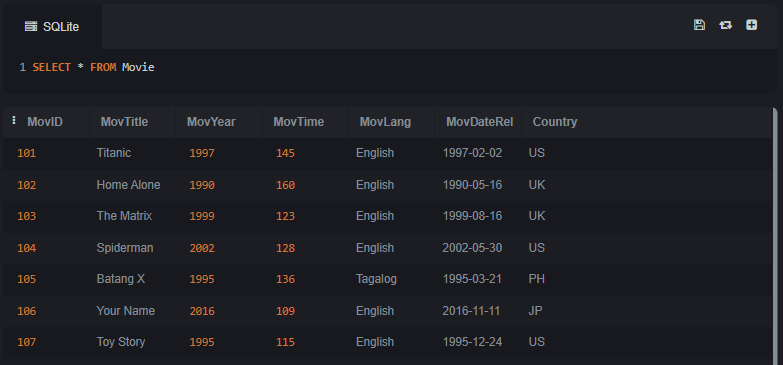 SQLite
1 SELECT * FROM Movie
MovID MovTitle MovYear MovTime MovLang MovDateRel Country
101 Titanic 1997 145 English 1997-02-02 US
102 Home Alone 1990 160 English 1990-05-16 UK
103 The Matrix 1999 123 English 1999-08-16 UK
104 Spiderman 2002 128 English 2002-05-30 US
105 Batang X 1995 136 Tagalog 1995-03-21 PH
106 Your Name 2016 109 English 2016-11-11 JP
107 Toy Story 1995 115 English 1995-12-24 US